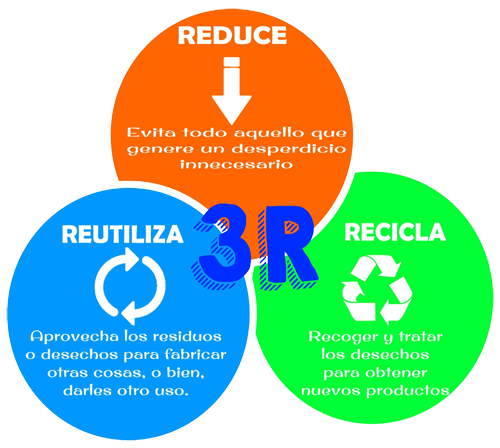 REDUCE
Evita todo aquello que
genere un desperdicio
innecesario
3R
REUTILIZA
Aprovecha los residuos
o desechos para fabricar
otras cosas, o bien,
darles otro uso.
RECICLA
Recoger y tratar
los desechos
para obtener
nuevos productos